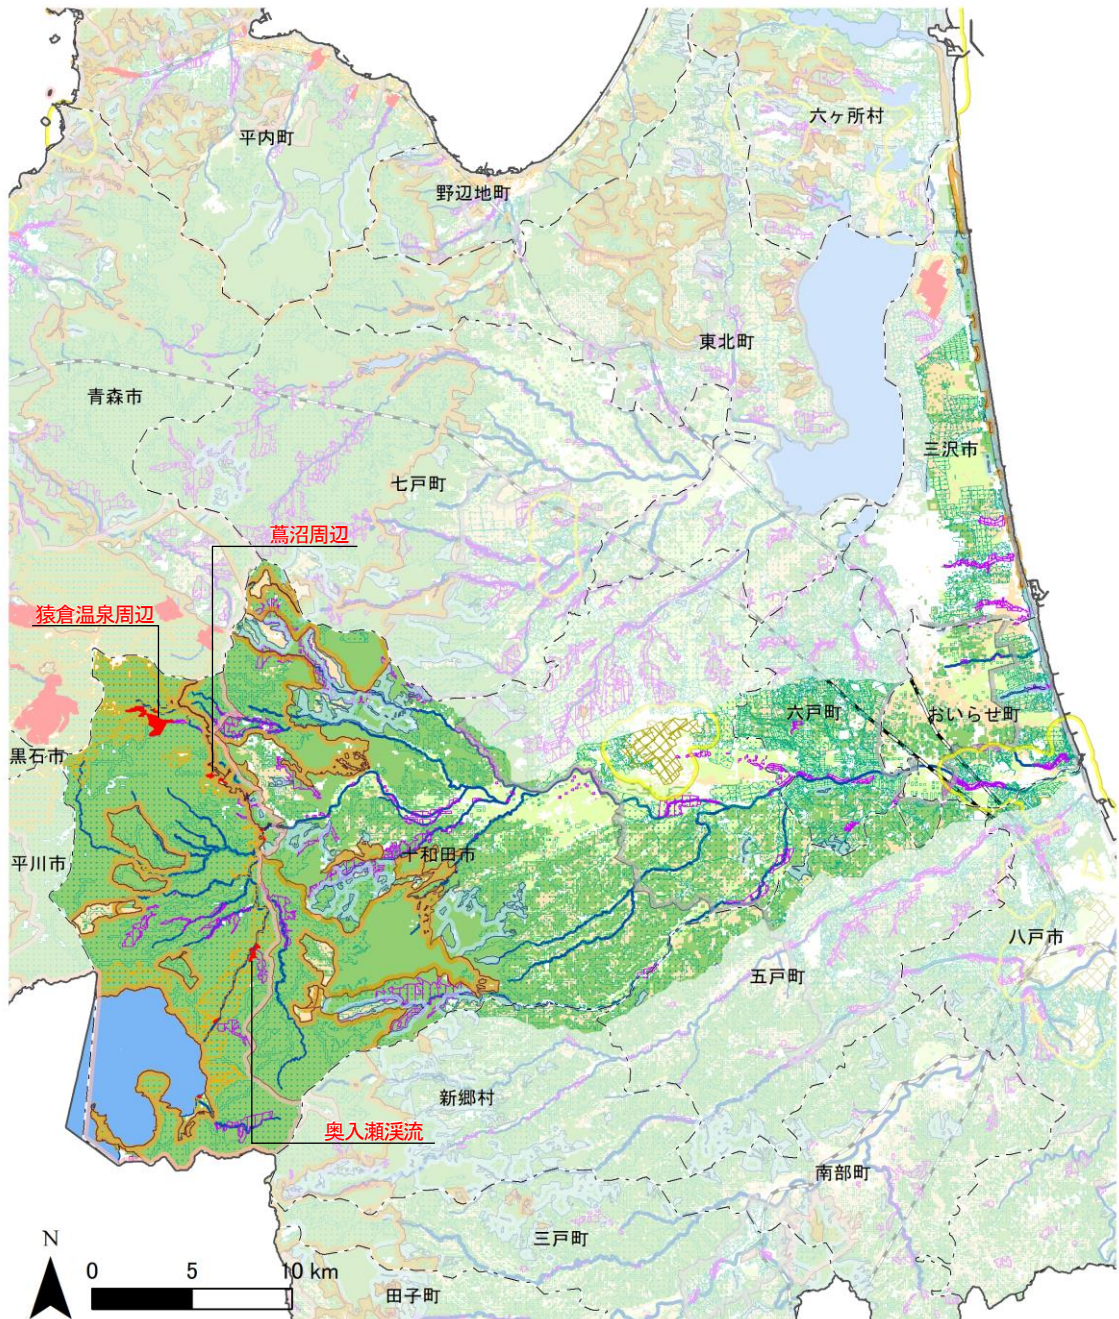 六ヶ所村
平内町
野辺地町
東北町
青森市
三沢市
七戸町
蔦沼周辺
猿倉温泉周辺
六戸町
おいらせ町
黒石市
十和田市
平川市
八戸市
五戸町
新郷村
奥入瀬渓流
南部町
三戸町
N
0 5 10 km
田子町